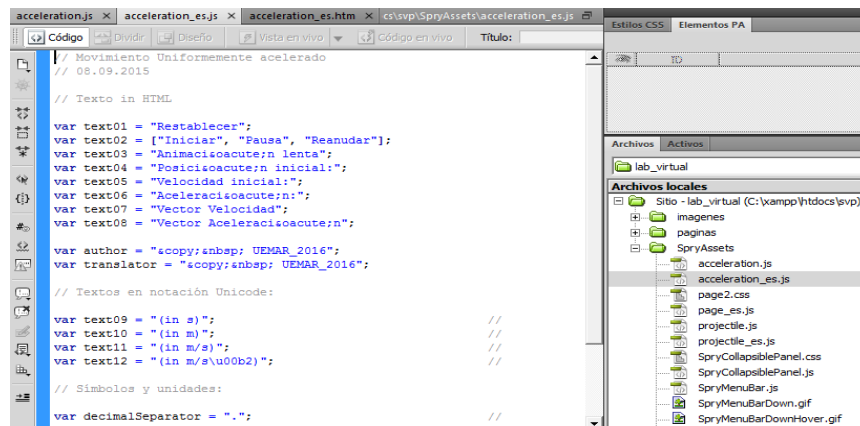 acceleration.js × acceleration_es.js × acceleration_es.htm × cs\svp\SpryAssets\acceleration_es.js
Código Dividir Diseño Vista en vivo Código en vivo Título:
// Movimiento Uniformemente acelerado
// 08.09.2015
// Texto in HTML
var text01 = "Restablecer";
var text02 = ["Iniciar", "Pausa", "Reanudar"];
var text03 = "Animaci&oacute;n lenta";
var text04 = "Posici&oacute;n inicial:";
var text05 = "Velocidad inicial:";
var text06 = "Aceleraci&oacute;n:";
var text07 = "Vector Velocidad";
var text08 = "Vector Aceleraci&oacute;n";
var author = "&copy;&nbsp; UEMAR_2016";
var translator = "&copy;&nbsp; UEMAR_2016";
// Textos en notación Unicode:
var text09 = "(in s)"; //
var text10 = "(in m)"; //
var text11 = "(in m/s)"; //
var text12 = "(in m/s\u00b2)"; //
// Símbolos y unidades:
var decimalSeparator = "."; //
Estilos CSS Elementos PA
ID
Archivos Activos
lab_virtual
Archivos locales
Sitio - lab_virtual (C:\xampp\htdocs\svp)
imagenes
paginas
SpryAssets
acceleration.js
acceleration_es.js
page2.css
page_es.js
projectile.js
projectile_es.js
SpryCollapsiblePanel.css
SpryCollapsiblePanel.js
SpryMenuBar.js
SpryMenuBarDown.gif
SpryMenuBarDownHover.gif